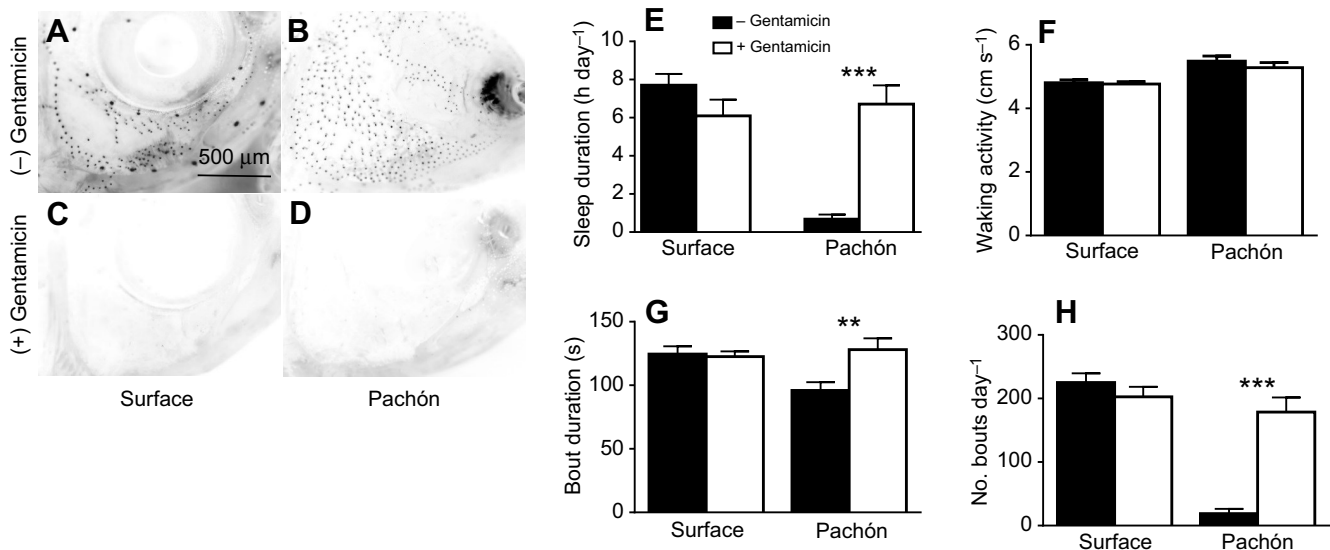 A
B
(–) Gentamicin
500 µm
C
D
(+) Gentamicin
Surface
Pachón
E
– Gentamicin
+ Gentamicin
Sleep duration (h day–1)
10
8
6
4
2
0
***
Surface
Pachón
F
Waking activity (cm s–1)
6
4
2
0
Surface
Pachón
G
Bout duration (s)
150
100
50
0
**
Surface
Pachón
H
No. bouts day–1
300
200
100
0
***
Surface
Pachón